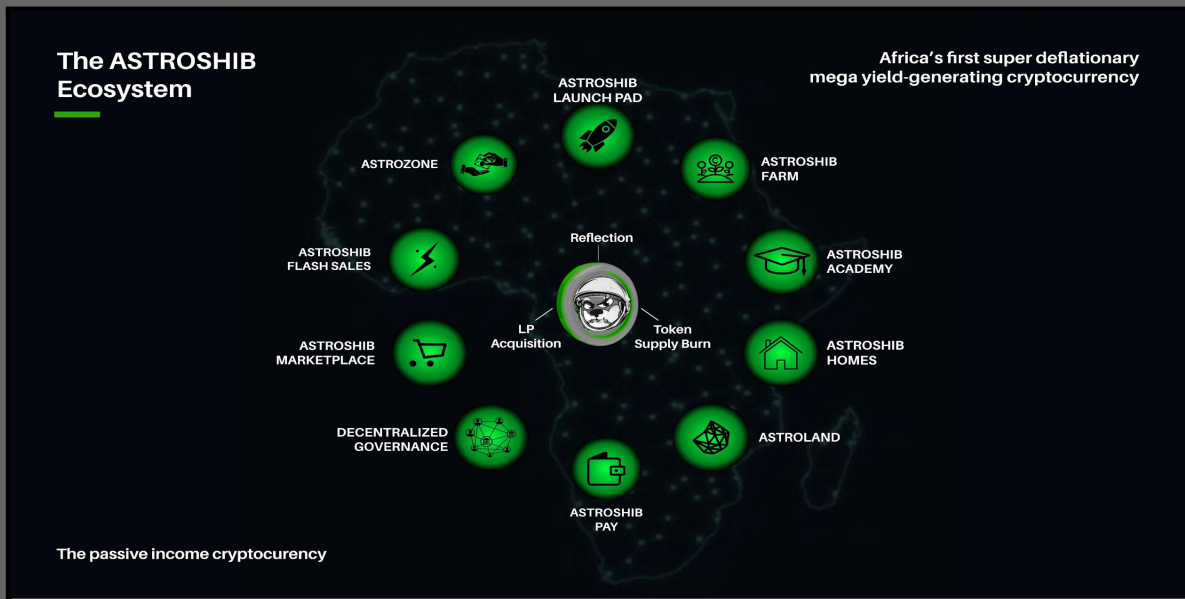 The ASTROSHIB
Ecosystem
Africa's first super deflationary
mega yield-generating cryptocurrency
ASTROSHIB
LAUNCH PAD
ASTROZONE
ASTROSHIB
FARM
ASTROSHIB
FLASH SALES
Reflection
ASTROSHIB
ACADEMY
LP
Acquisition
Token
Supply Burn
ASTROSHIB
MARKETPLACE
ASTROSHIB
HOMES
DECENTRALIZED
GOVERNANCE
ASTROLAND
ASTROSHIB
PAY
The passive income cryptocurency